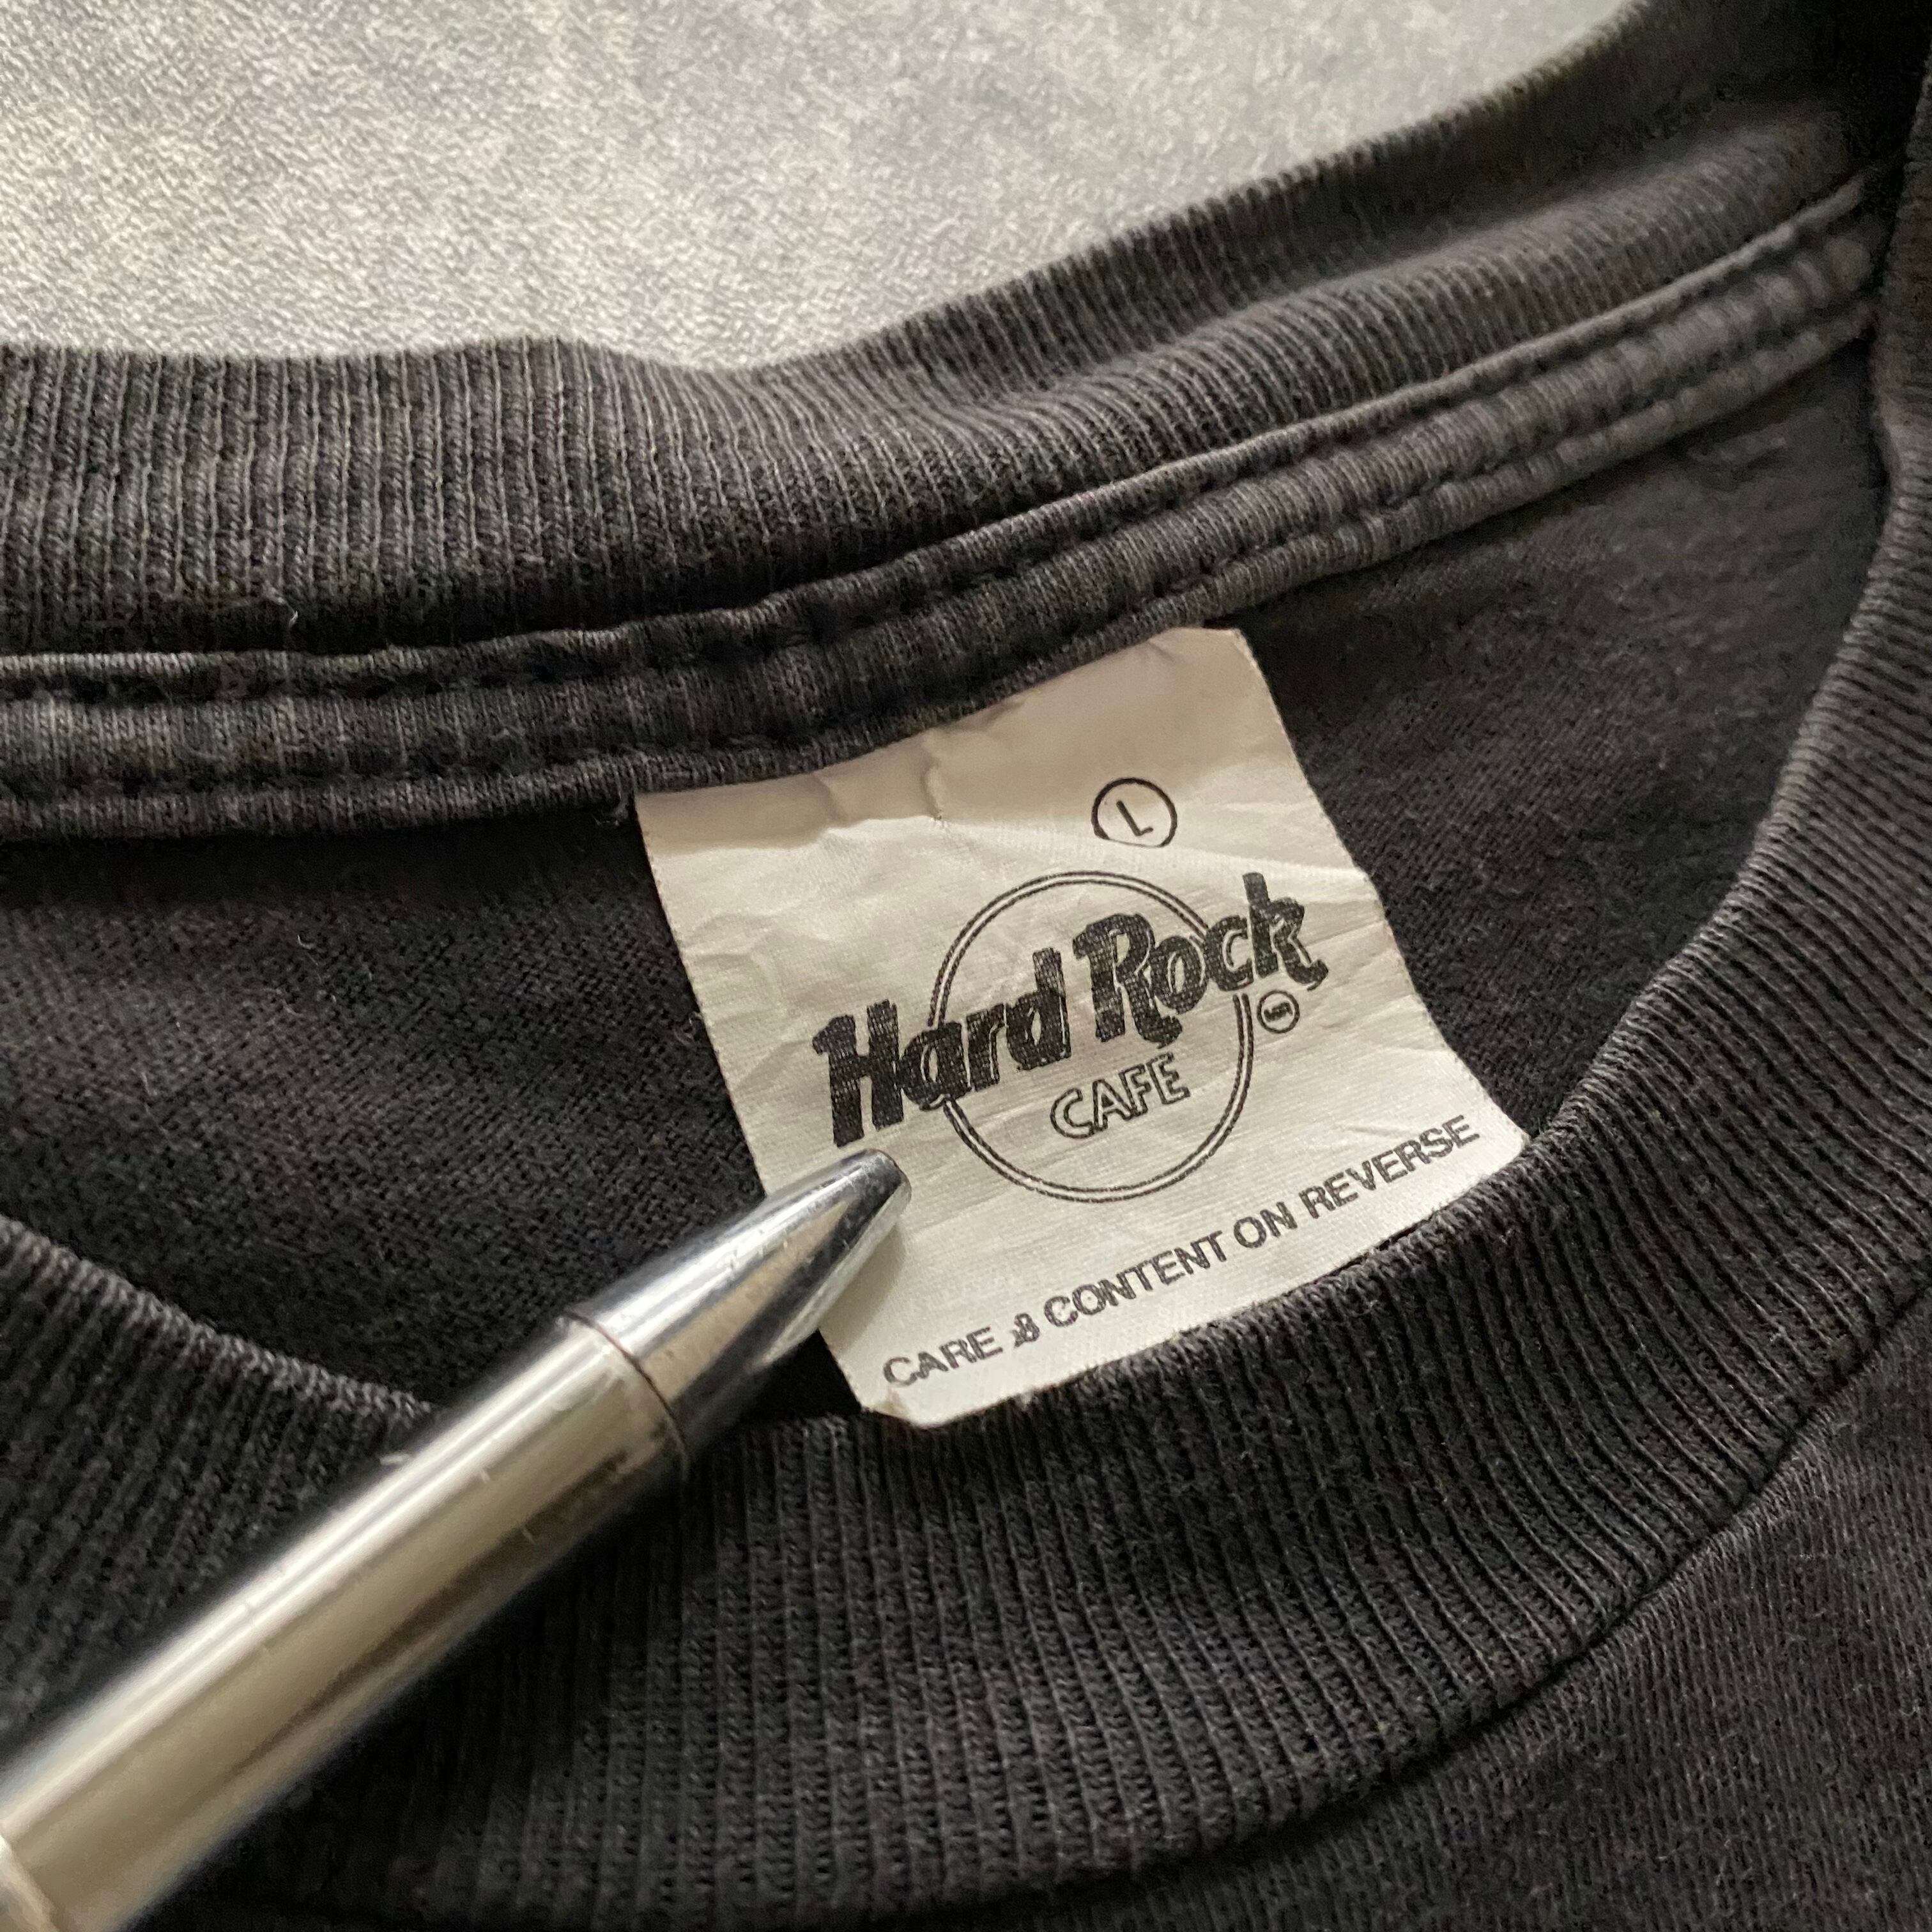 L
Hard Rock
CAFE
CARE & CONTENT ON REVERSE